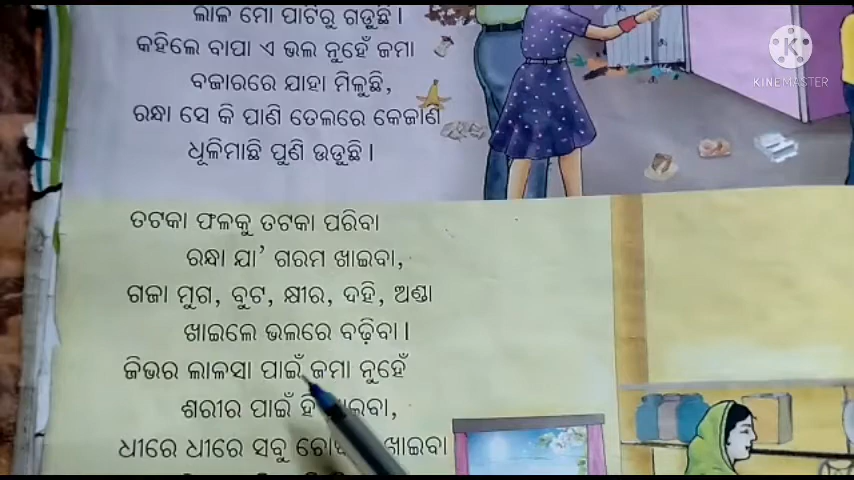 ଲାଳ ମୋ ପାଟିରୁ ଗଡୁଛି ।
କହିଲେ ବାପା ଏ ଭଲ ନୁହେଁ ଜମା
ବଜାରରେ ଯାହା ମିଳୁଛି,
ରନ୍ଧା ସେ କି ପାଣି ତେଲରେ କେଜାଣି
ଧୂଳିମାଛି ପୁଣି ଉଡୁଛି ।
ତଟକା ଫଳକୁ ତଟକା ପରିବା
ରନ୍ଧା ଯା' ଗରମ ଖାଇବା,
ଗଜା ମୁଗ, ବୁଟ, କ୍ଷୀର, ଦହି, ଅଣ୍ଡା
ଖାଇଲେ ଭଲରେ ବଢ଼ିବା ।
ଜିଭର ଲାଳସା ପାଇଁ ଜମା ନୁହେଁ
ଶରୀର ପାଇଁ ହିଁ
ଧୀରେ ଧୀରେ ସବୁ ଖାଇବା
KINEMASTER